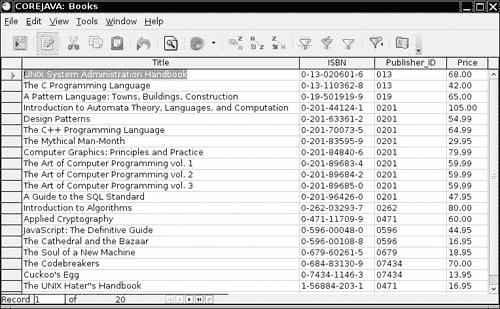 COREJAVA: Books
File Edit View Tools Window Help
Title ISBN Publisher_ID Price
UNIX System Administration Handbook 0-13-020601-6 013 68.00
The C Programming Language 0-13-110362-8 013 42.00
A Pattern Language: Towns, Buildings, Construction 0-19-501919-9 019 65.00
Introduction to Automata Theory, Languages, and Computation 0-201-44124-1 0201 105.00
Design Patterns 0-201-63361-2 0201 54.99
The C++ Programming Language 0-201-70073-5 0201 64.99
The Mythical Man-Month 0-201-83595-9 0201 29.95
Computer Graphics: Principles and Practice 0-201-84840-6 0201 79.99
The Art of Computer Programming vol. 1 0-201-89683-4 0201 59.99
The Art of Computer Programming vol. 2 0-201-89684-2 0201 59.99
The Art of Computer Programming vol. 3 0-201-89685-0 0201 59.99
A Guide to the SQL Standard 0-201-96426-0 0201 47.95
Introduction to Algorithms 0-262-03293-7 0262 80.00
Applied Cryptography 0-471-11709-9 0471 60.00
JavaScript: The Definitive Guide 0-596-00048-0 0596 44.95
The Cathedral and the Bazaar 0-596-00108-8 0596 16.95
The Soul of a New Machine 0-679-60261-5 0679 18.95
The Codebreakers 0-684-83130-9 07434 70.00
Cuckoo's Egg 0-7434-1146-3 07434 13.95
The UNIX Hater''s Handbook 1-56884-203-1 0471 16.95
Record 1 of 20